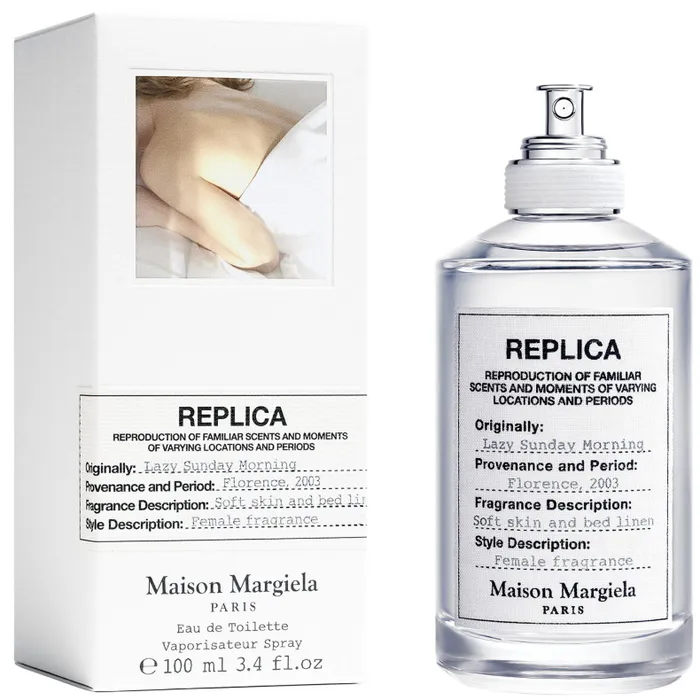 REPLICA
REPRODUCTION OF FAMILIAR SCENTS AND MOMENTS
OF VARYING LOCATIONS AND PERIODS
Originally: Lazy Sunday Morning
Provenance and Period: Florence, 2003
Fragrance Description: Soft skin and bed lin
Style Description: Female fragrance
Maison Margiela
PARIS
Eau de Toilette
Vaporisateur Spray
℮ 100 ml 3.4 fl.oz
REPLICA
REPRODUCTION OF FAMILIAR
SCENTS AND MOMENTS OF VARYING
LOCATIONS AND PERIODS
Originally:
Lazy Sunday Morning
Provenance and Period:
Florence, 2003
Fragrance Description:
Soft skin and bed linen
Style Description:
Female fragrance
Maison Margiela
PARIS